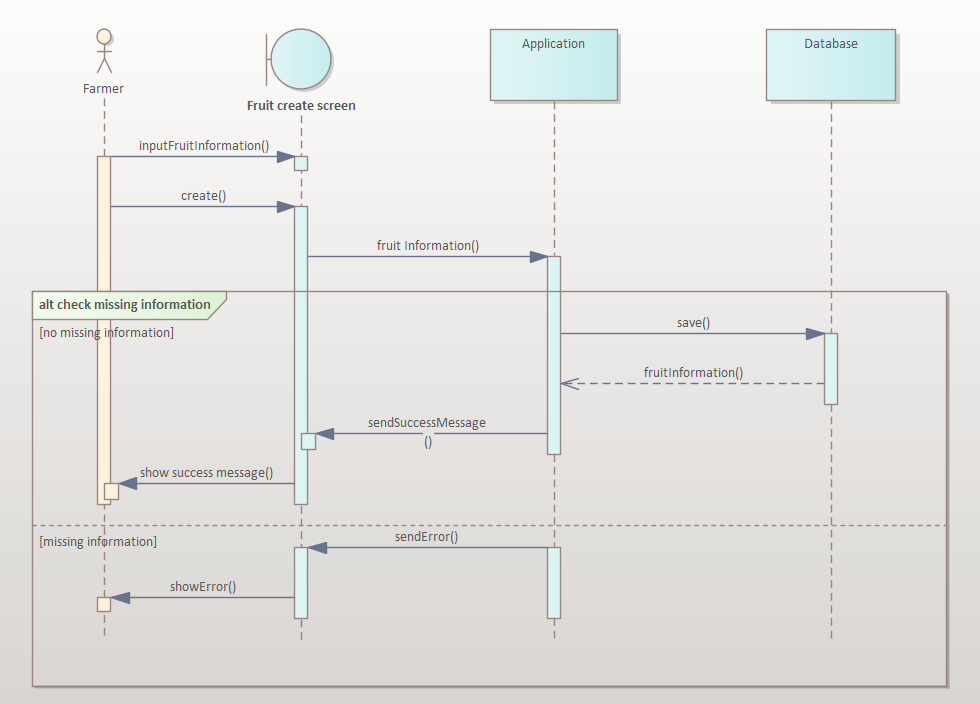 Farmer
Fruit create screen
Application
Database
inputFruitInformation()
create()
fruit Information()
alt check missing information
[no missing information]
save()
fruitInformation()
sendSuccessMessage
()
show success message()
[missing information]
sendError()
showError()